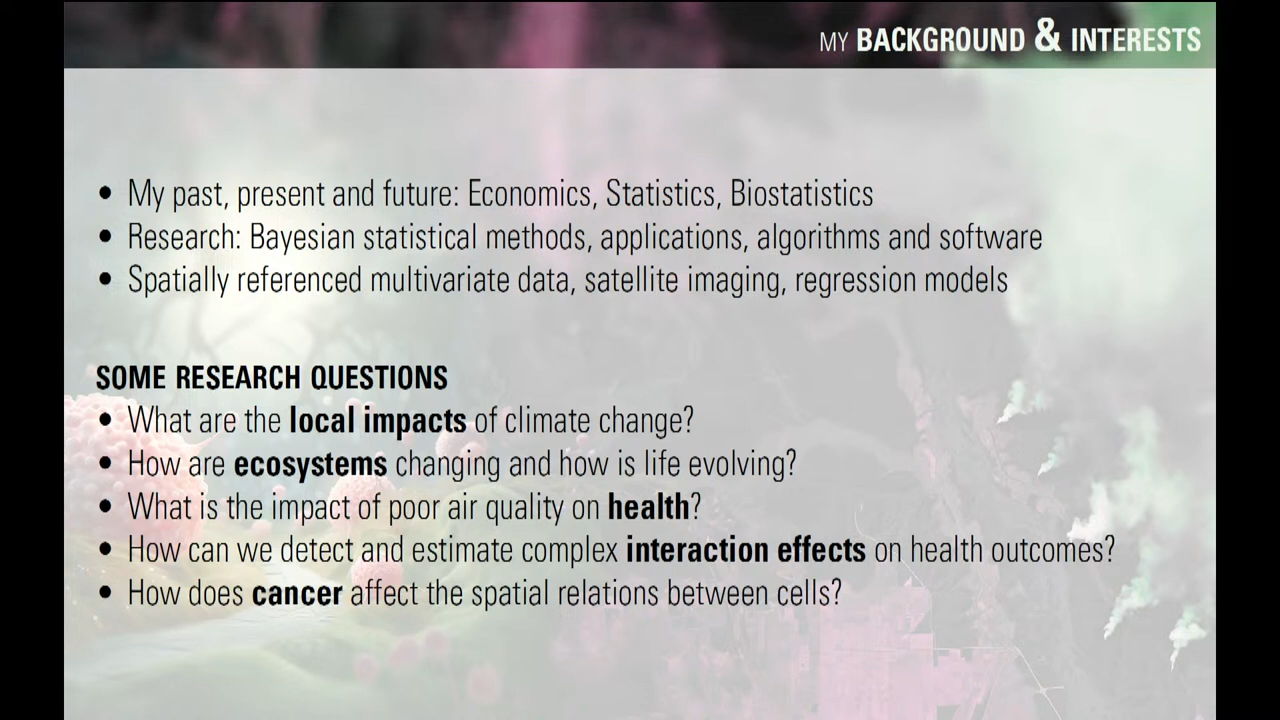 MY BACKGROUND & INTERESTS
• My past, present and future: Economics, Statistics, Biostatistics
• Research: Bayesian statistical methods, applications, algorithms and software
• Spatially referenced multivariate data, satellite imaging, regression models
SOME RESEARCH QUESTIONS
• What are the local impacts of climate change?
• How are ecosystems changing and how is life evolving?
• What is the impact of poor air quality on health?
• How can we detect and estimate complex interaction effects on health outcomes?
• How does cancer affect the spatial relations between cells?